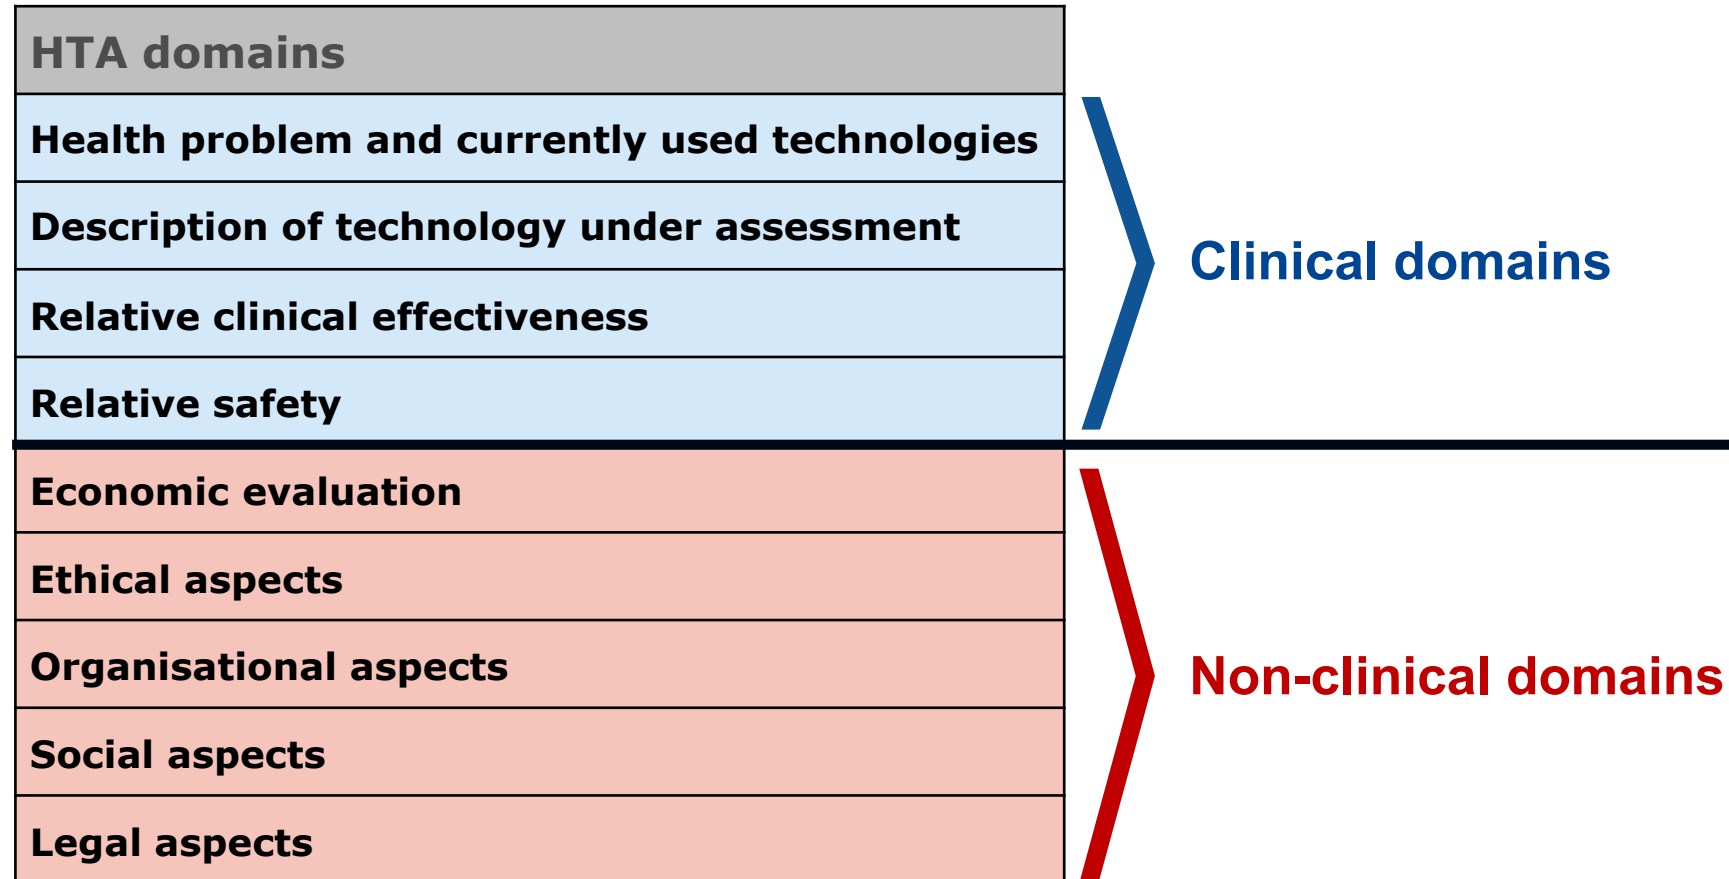 HTA domains
Health problem and currently used technologies
Description of technology under assessment
Relative clinical effectiveness
Relative safety
Clinical domains
Economic evaluation
Ethical aspects
Organisational aspects
Social aspects
Legal aspects
Non-clinical domains